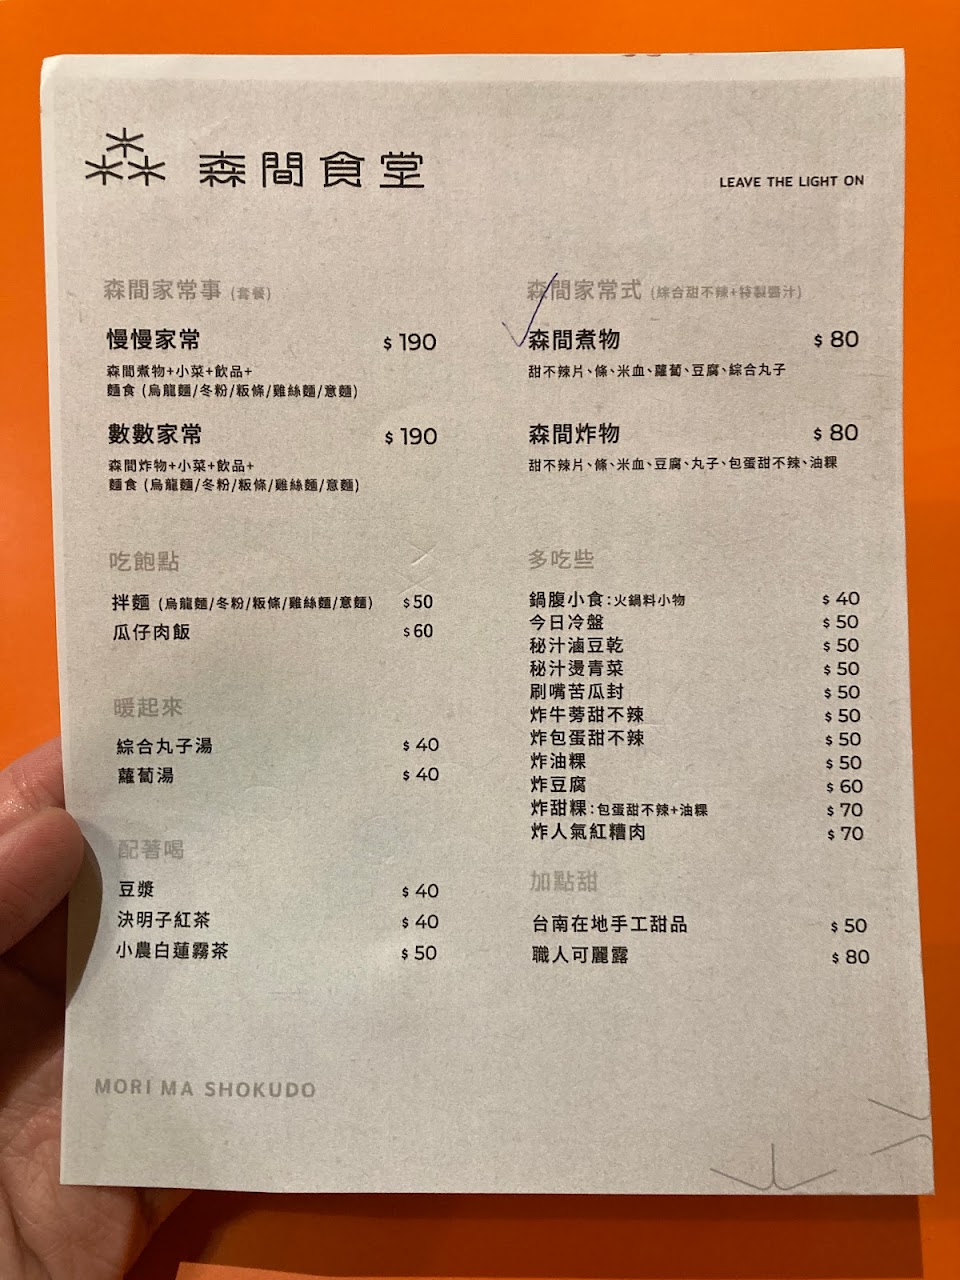 森間食堂
LEAVE THE LIGHT ON
森間家常事 (套餐)
慢慢家常 $ 190
森間煮物+小菜+飲品+
麵食 (烏龍麵/冬粉/粄條/雞絲麵/意麵)
數數家常 $ 190
森間炸物+小菜+飲品+
麵食 (烏龍麵/冬粉/粄條/雞絲麵/意麵)
吃飽點
拌麵 (烏龍麵/冬粉/粄條/雞絲麵/意麵) $50
瓜仔肉飯 $60
暖起來
綜合丸子湯 $ 40
蘿蔔湯 $ 40
配著喝
豆漿 $ 40
決明子紅茶 $ 40
小農白蓮霧茶 $ 50
森間家常式 (綜合甜不辣+特製醬汁)
森間煮物 $ 80
甜不辣片、條、米血、蘿蔔、豆腐、綜合丸子
森間炸物 $ 80
甜不辣片、條、米血、豆腐、丸子、包蛋甜不辣、油粿
多吃些
鍋腹小食:火鍋料小物 $ 40
今日冷盤 $ 50
秘汁滷豆乾 $ 50
秘汁燙青菜 $ 50
刷嘴苦瓜封 $ 50
炸牛蒡甜不辣 $ 50
炸包蛋甜不辣 $ 50
炸油粿 $ 50
炸豆腐 $ 60
炸甜粿:包蛋甜不辣+油粿 $ 70
炸人氣紅糟肉 $ 70
加點甜
台南在地手工甜品 $ 50
職人可麗露 $ 80
MORI MA SHOKUDO